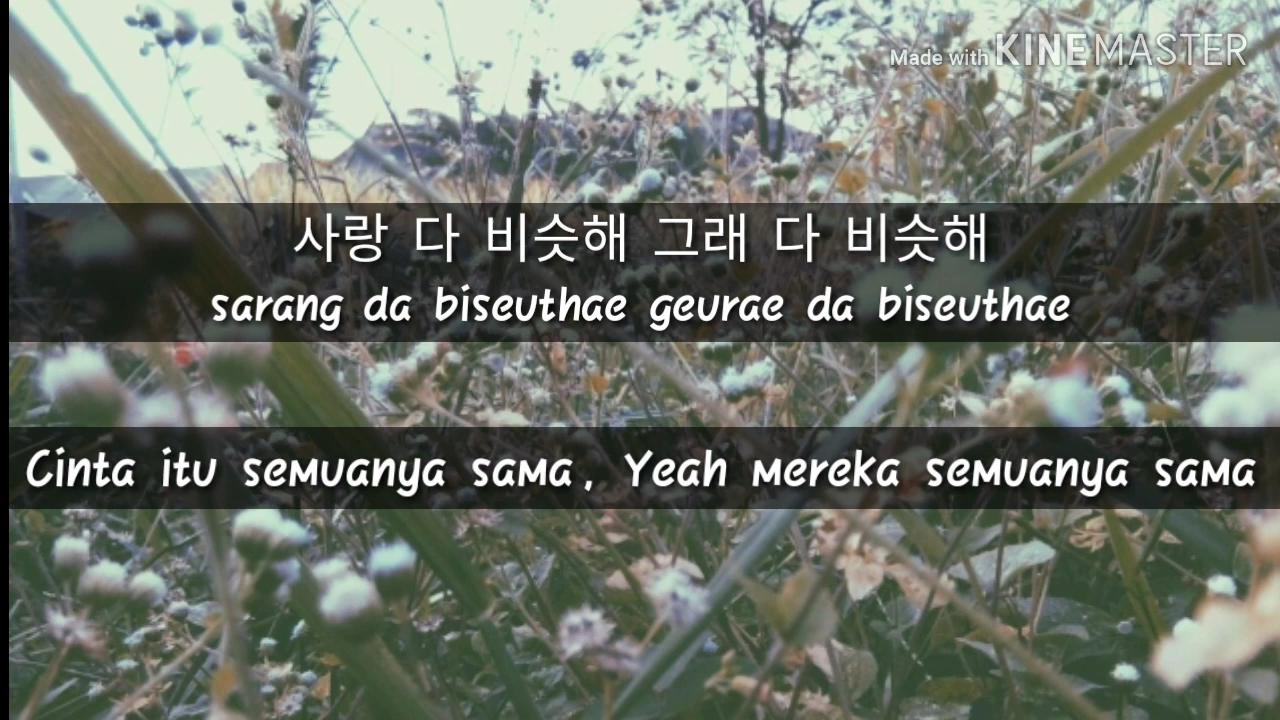 Made with KINEMASTER
사랑 다 비슷해 그래 다 비슷해
sarang da biseuthae geurae da biseuthae
Cinta itu semuanya sama, Yeah mereka semuanya sama